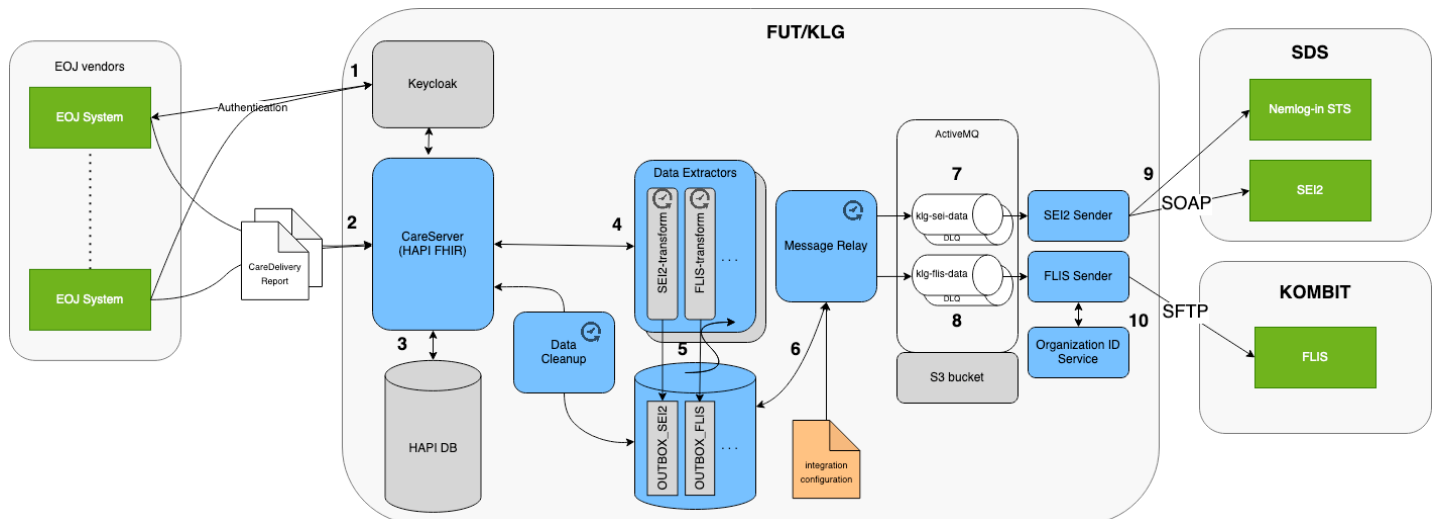 FUT/KLG
EOJ vendors
EOJ System
EOJ System
1
Keycloak
Authentication
2
CareDelivery
Report
CareServer
(HAPI FHIR)
3
HAPI DB
4
Data Extractors
SEI2-transform
FLIS-transform
. . .
Data
Cleanup
5
OUTBOX_SEI2
OUTBOX_FLIS
. . .
6
Message Relay
integration
configuration
ActiveMQ
7
klg-sei-data
DLQ
klg-flis-data
DLQ
8
S3 bucket
SEI2 Sender
FLIS Sender
Organization ID
Service
9
SOAP
10
SFTP
SDS
Nemlog-in STS
SEI2
KOMBIT
FLIS